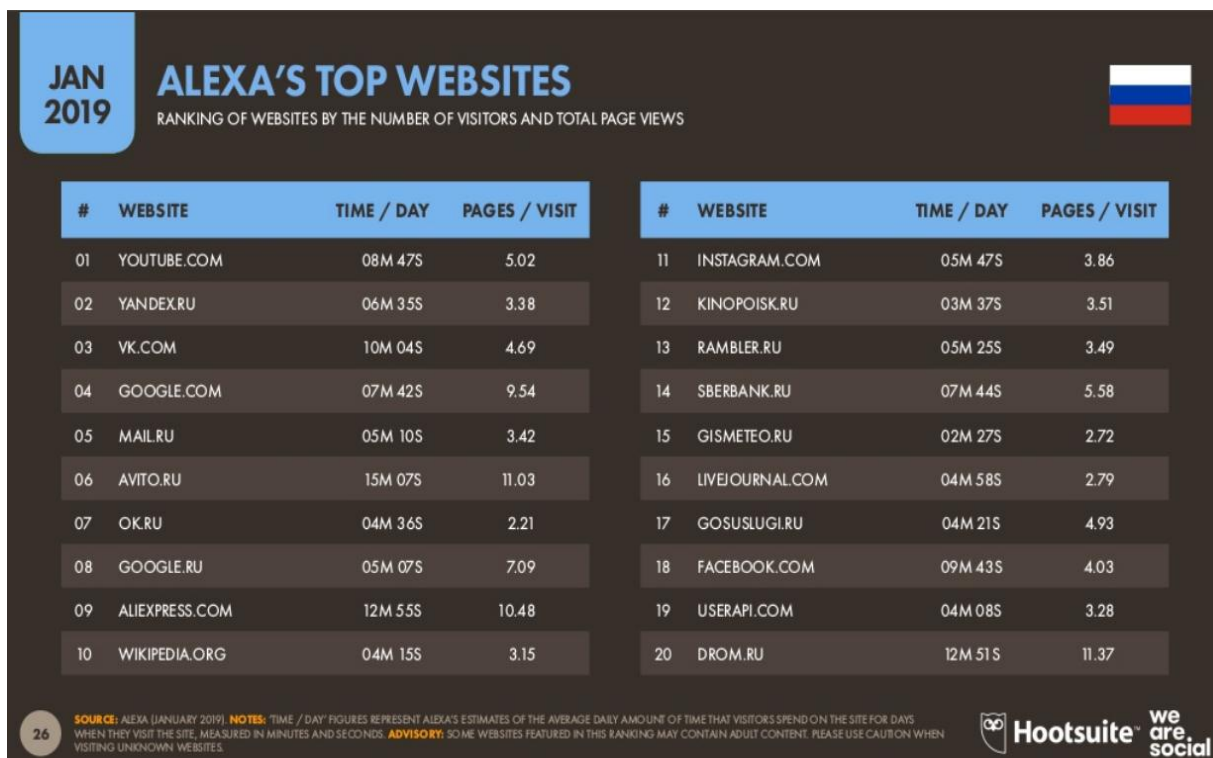 JAN
2019
ALEXA'S TOP WEBSITES
RANKING OF WEBSITES BY THE NUMBER OF VISITORS AND TOTAL PAGE VIEWS
# WEBSITE TIME / DAY PAGES / VISIT
01 YOUTUBE.COM 08M 47S 5.02
02 YANDEX.RU 06M 35S 3.38
03 VK.COM 10M 04S 4.69
04 GOOGLE.COM 07M 42S 9.54
05 MAIL.RU 05M 10S 3.42
06 AVITO.RU 15M 07S 11.03
07 OK.RU 04M 36S 2.21
08 GOOGLE.RU 05M 07S 7.09
09 ALIEXPRESS.COM 12M 55S 10.48
10 WIKIPEDIA.ORG 04M 15S 3.15
# WEBSITE TIME / DAY PAGES / VISIT
11 INSTAGRAM.COM 05M 47S 3.86
12 KINOPOISK.RU 03M 37S 3.51
13 RAMBLER.RU 05M 25S 3.49
14 SBERBANK.RU 07M 44S 5.58
15 GISMETEO.RU 02M 27S 2.72
16 LIVEJOURNAL.COM 04M 58S 2.79
17 GOSUSLUGI.RU 04M 21S 4.93
18 FACEBOOK.COM 09M 43S 4.03
19 USERAPI.COM 04M 08S 3.28
20 DROM.RU 12M 51S 11.37
26
SOURCE: ALEXA (JANUARY 2019). NOTES: 'TIME / DAY' FIGURES REPRESENT ALEXA'S ESTIMATES OF THE AVERAGE DAILY AMOUNT OF TIME THAT VISITORS SPEND ON THE SITE FOR DAYS
WHEN THEY VISIT THE SITE, MEASURED IN MINUTES AND SECONDS. ADVISORY: SOME WEBSITES FEATURED IN THIS RANKING MAY CONTAIN ADULT CONTENT. PLEASE USE CAUTION WHEN
VISITING UNKNOWN WEBSITES.
Hootsuite™
we
are.
social